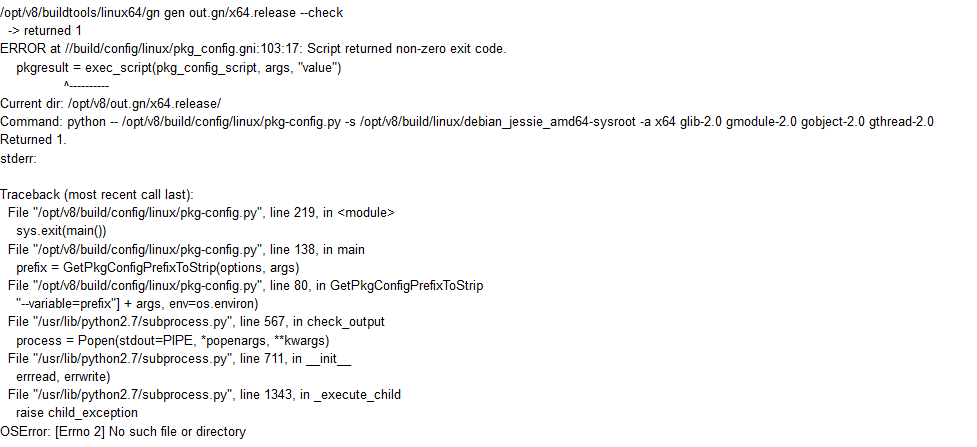 /opt/v8/buildtools/linux64/gn gen out.gn/x64.release --check
-> returned 1
ERROR at //build/config/linux/pkg_config.gni:103:17: Script returned non-zero exit code.
pkgresult = exec_script(pkg_config_script, args, "value")
^----------
Current dir: /opt/v8/out.gn/x64.release/
Command: python -- /opt/v8/build/config/linux/pkg-config.py -s /opt/v8/build/linux/debian_jessie_amd64-sysroot -a x64 glib-2.0 gmodule-2.0 gobject-2.0 gthread-2.0
Returned 1.
stderr:

Traceback (most recent call last):
File "/opt/v8/build/config/linux/pkg-config.py", line 219, in <module>
sys.exit(main())
File "/opt/v8/build/config/linux/pkg-config.py", line 138, in main
prefix = GetPkgConfigPrefixToStrip(options, args)
File "/opt/v8/build/config/linux/pkg-config.py", line 80, in GetPkgConfigPrefixToStrip
"--variable=prefix"] + args, env=os.environ)
File "/usr/lib/python2.7/subprocess.py", line 567, in check_output
process = Popen(stdout=PIPE, *popenargs, **kwargs)
File "/usr/lib/python2.7/subprocess.py", line 711, in __init__
errread, errwrite)
File "/usr/lib/python2.7/subprocess.py", line 1343, in _execute_child
raise child_exception
OSError: [Errno 2] No such file or directory